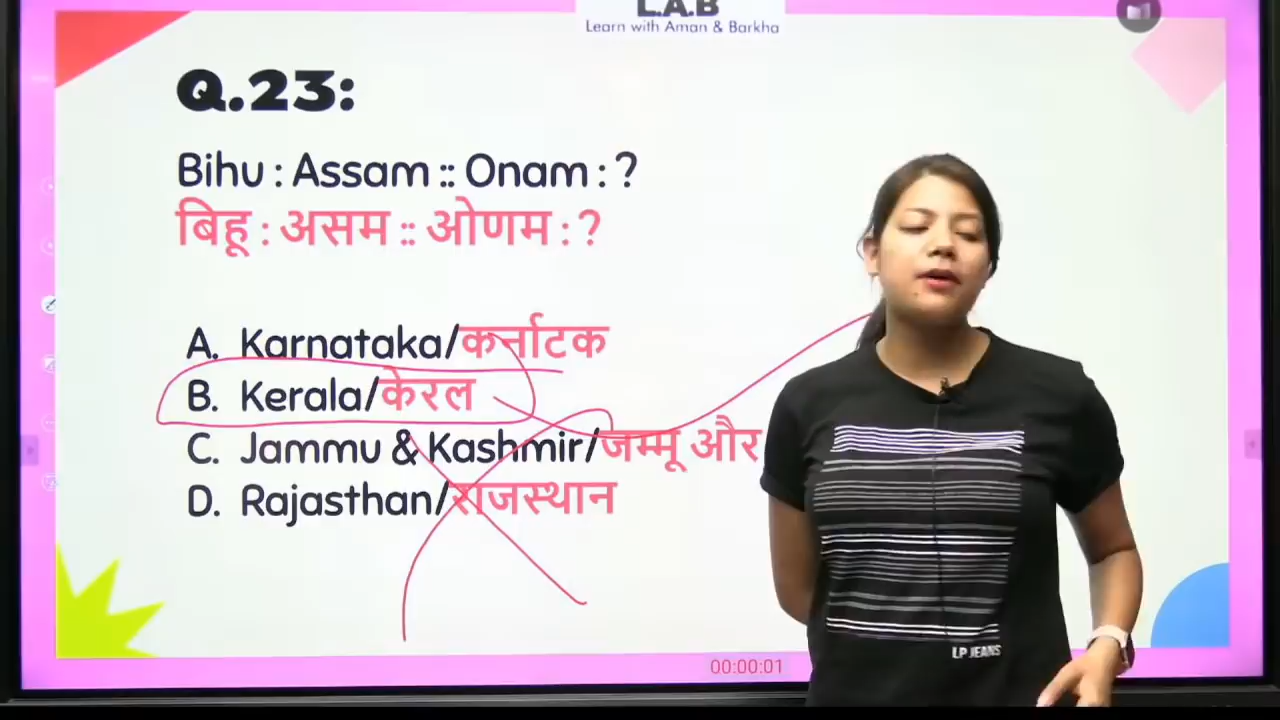 L.A.B
Learn with Aman & Barkha
Q.23:
Bihu : Assam :: Onam : ?
बिहू : असम :: ओणम : ?
A. Karnataka/कर्नाटक
B. Kerala/केरल
C. Jammu & Kashmir/जम्मू और
D. Rajasthan/राजस्थान
LP JEANS
00:00:01